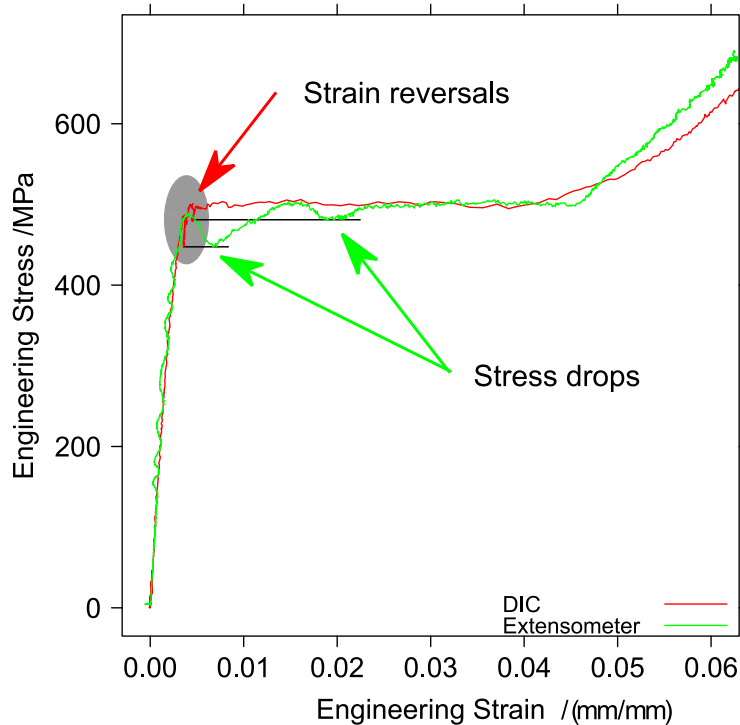 Strain reversals
600
400
200
0
Stress drops
DIC
Extensometer
0.00 0.01 0.02 0.03 0.04 0.05 0.06
Engineering Strain /(mm/mm)
Engineering Stress /MPa